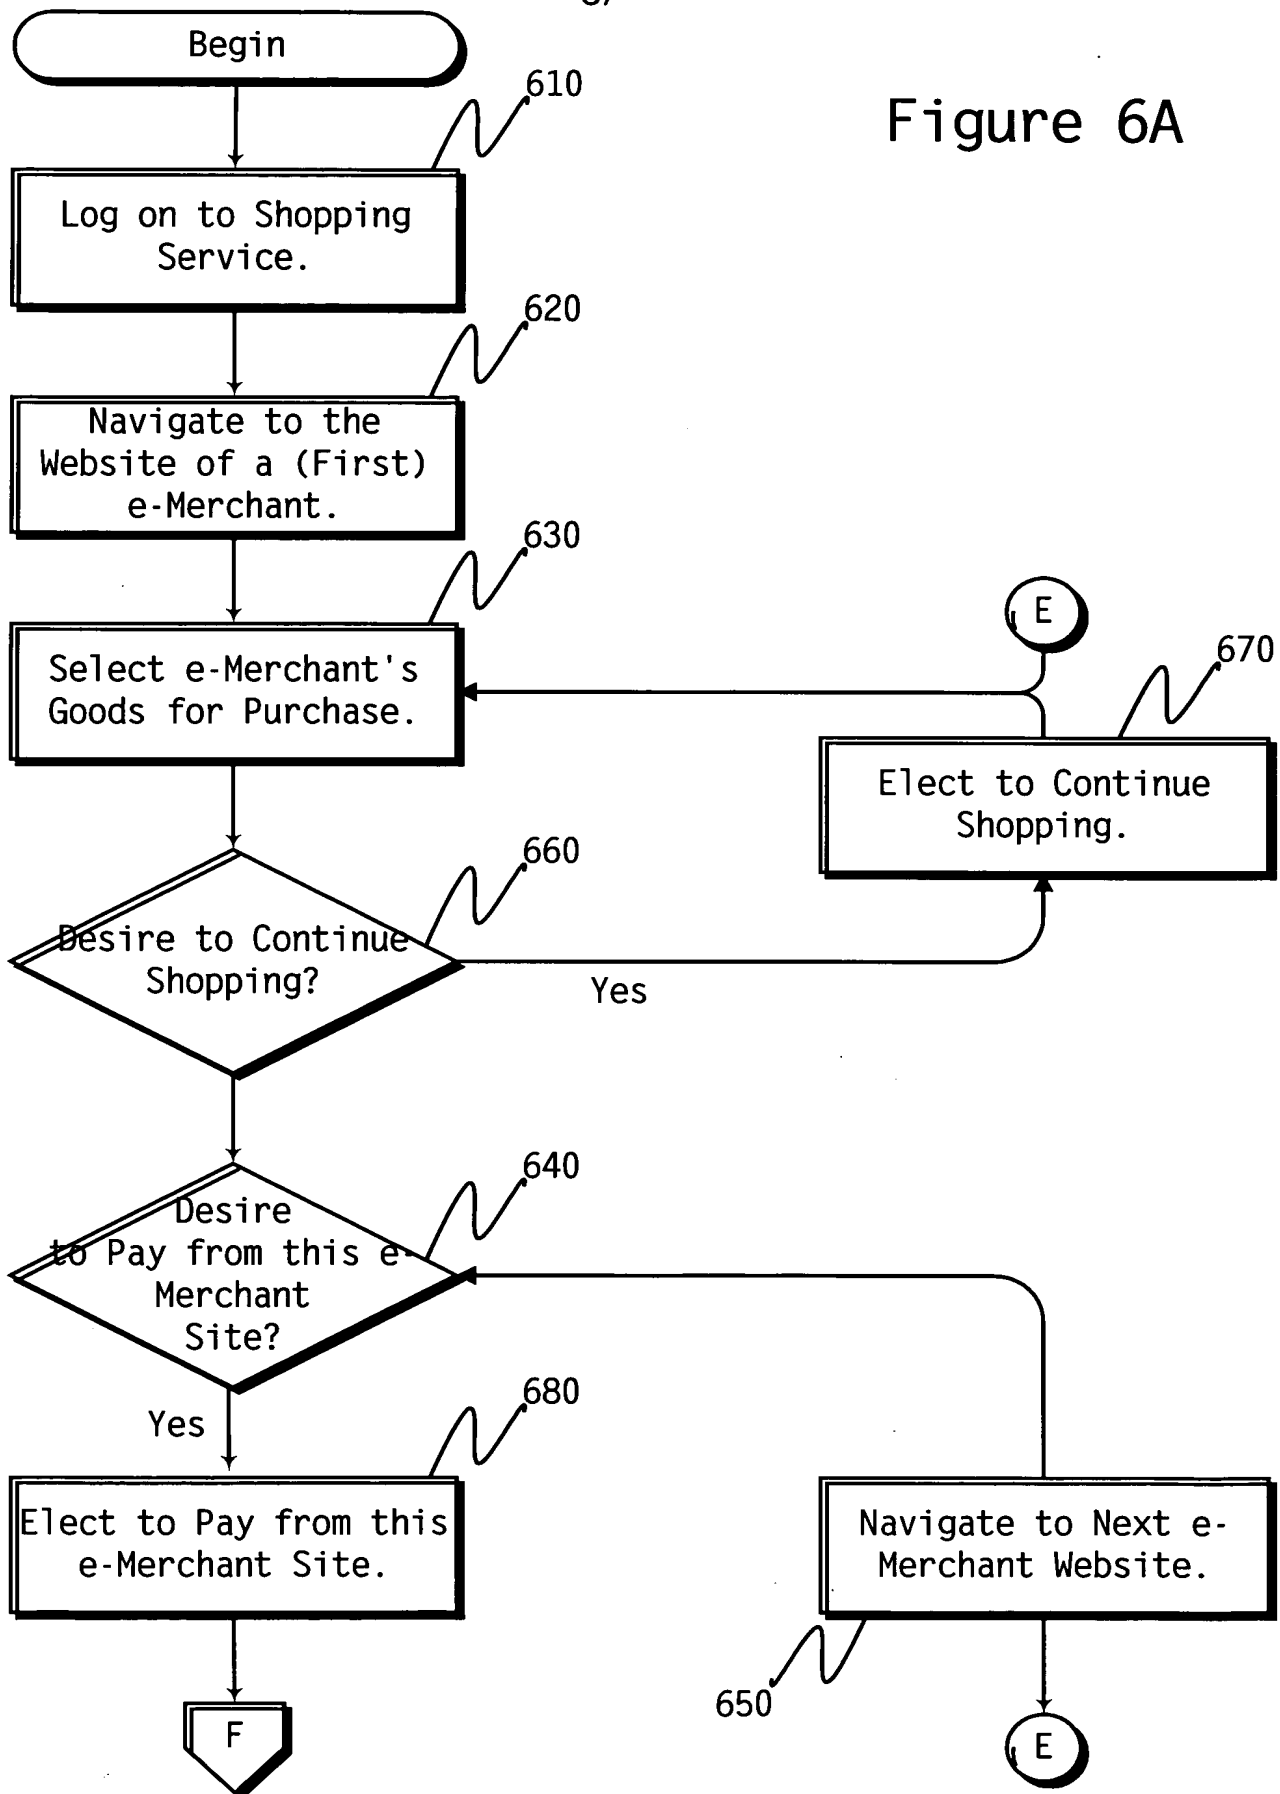 Begin
610
Figure 6A
Log on to Shopping
Service.
620
Navigate to the
Website of a (First)
e-Merchant.
630
E
670
Select e-Merchant's
Goods for Purchase.
Elect to Continue
Shopping.
660
Desire to Continue
Shopping?
Yes
640
Desire
to Pay from this e-
Merchant
Site?
680
Yes
Elect to Pay from this
e-Merchant Site.
Navigate to Next e-
Merchant Website.
650
F
E